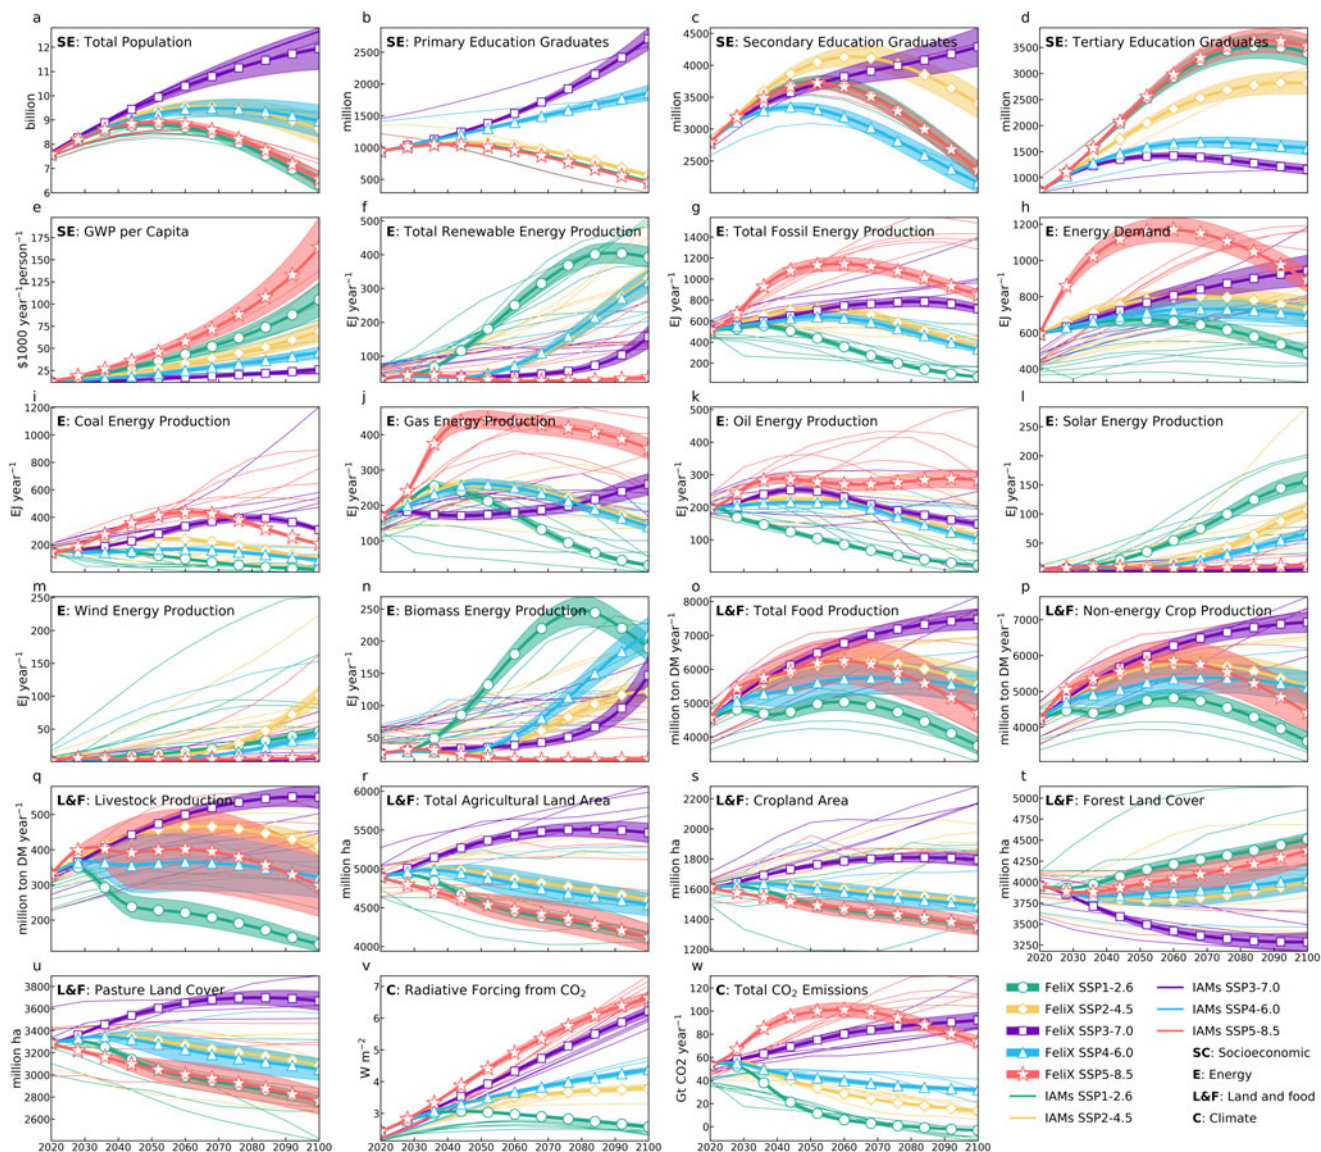 a b c d
SE: Total Population
SE: Primary Education Graduates
SE: Secondary Education Graduates
SE: Tertiary Education Graduates
billion
million
million
million
12
11
10
9
8
7
6
2500
2000
1500
1000
500
4500
4000
3500
3000
2500
3500
3000
2500
2000
1500
1000
e f g h
SE: GWP per Capita
E: Total Renewable Energy Production
E: Total Fossil Energy Production
E: Energy Demand
$1000 year⁻¹person⁻¹
EJ year⁻¹
EJ year⁻¹
EJ year⁻¹
175
150
125
100
75
50
25
500
400
300
200
100
1400
1200
1000
800
600
400
200
1200
1000
800
600
400
i j k l
E: Coal Energy Production
E: Gas Energy Production
E: Oil Energy Production
E: Solar Energy Production
EJ year⁻¹
EJ year⁻¹
EJ year⁻¹
EJ year⁻¹
1200
1000
800
600
400
200
400
300
200
100
500
400
300
200
100
250
200
150
100
50
m n o p
E: Wind Energy Production
E: Biomass Energy Production
L&F: Total Food Production
L&F: Non-energy Crop Production
EJ year⁻¹
EJ year⁻¹
million ton DM year⁻¹
million ton DM year⁻¹
250
200
150
100
50
250
200
150
100
50
8000
7000
6000
5000
4000
7000
6000
5000
4000
q r s t
L&F: Livestock Production
L&F: Total Agricultural Land Area
L&F: Cropland Area
L&F: Forest Land Cover
million ton DM year⁻¹
million ha
million ha
million ha
500
400
300
200
6000
5500
5000
4500
4000
2200
2000
1800
1600
1400
1200
5000
4750
4500
4250
4000
3750
3500
3250
2020 2030 2040 2050 2060 2070 2080 2090 2100
u v w
L&F: Pasture Land Cover
C: Radiative Forcing from CO₂
C: Total CO₂ Emissions
million ha
W m⁻²
Gt CO2 year⁻¹
3800
3600
3400
3200
3000
2800
2600
7
6
5
4
3
120
100
80
60
40
20
0
2020 2030 2040 2050 2060 2070 2080 2090 2100
2020 2030 2040 2050 2060 2070 2080 2090 2100
2020 2030 2040 2050 2060 2070 2080 2090 2100
FeliX SSP1-2.6
FeliX SSP2-4.5
FeliX SSP3-7.0
FeliX SSP4-6.0
FeliX SSP5-8.5
IAMs SSP1-2.6
IAMs SSP2-4.5
IAMs SSP3-7.0
IAMs SSP4-6.0
IAMs SSP5-8.5
SC: Socioeconomic
E: Energy
L&F: Land and food
C: Climate